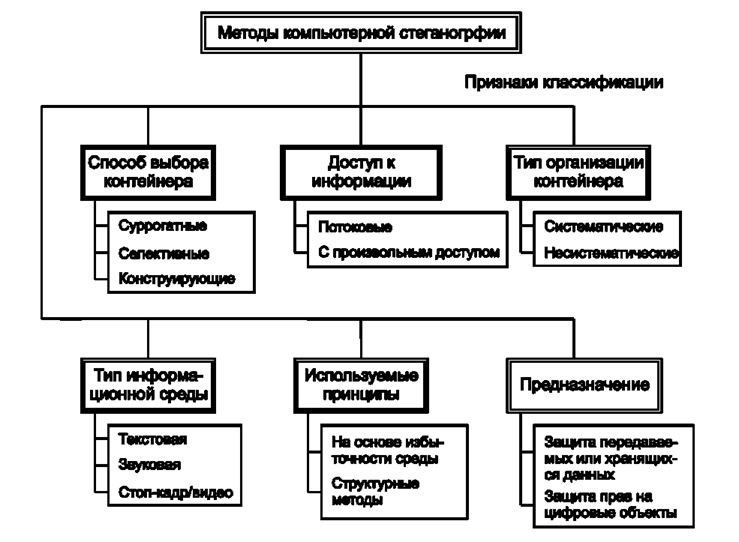 Методы компьютерной стеганогрфии
Признаки классификации
Способ выбора
контейнера
Суррогатные
Селективные
Конструирующие
Доступ к
информации
Потоковые
С произвольным доступом
Тип организации
контейнера
Систематические
Несистематические
Тип информа-
ционной среды
Текстовая
Звуковая
Стоп-кадр/видео
Используемые
принципы
На основе избы-
точности среды
Структурные
методы
Предназначение
Защита передавае-
мых или хранящих-
ся данных
Защита прав на
цифровые объекты